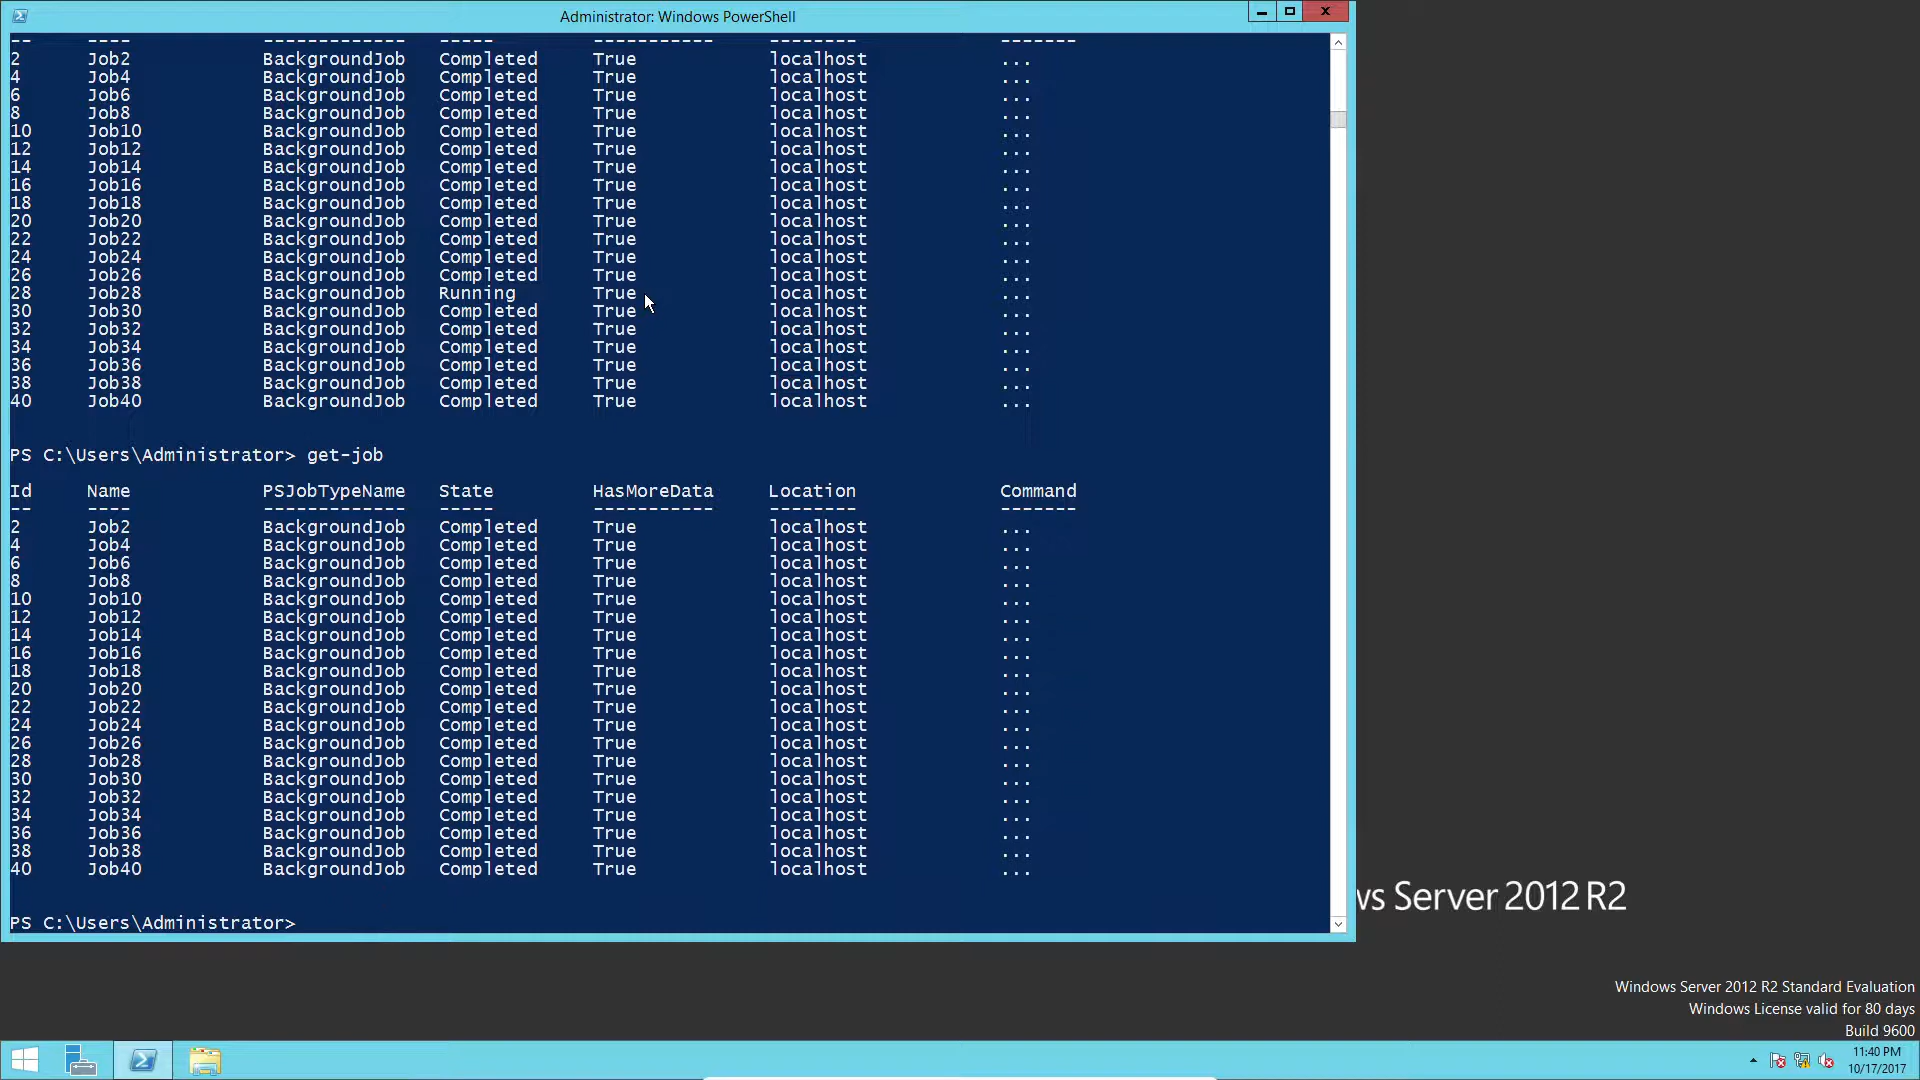 Administrator: Windows PowerShell
-- ---- ------------- ----- ----------- -------- -------
2 Job2 BackgroundJob Completed True localhost ...
4 Job4 BackgroundJob Completed True localhost ...
6 Job6 BackgroundJob Completed True localhost ...
8 Job8 BackgroundJob Completed True localhost ...
10 Job10 BackgroundJob Completed True localhost ...
12 Job12 BackgroundJob Completed True localhost ...
14 Job14 BackgroundJob Completed True localhost ...
16 Job16 BackgroundJob Completed True localhost ...
18 Job18 BackgroundJob Completed True localhost ...
20 Job20 BackgroundJob Completed True localhost ...
22 Job22 BackgroundJob Completed True localhost ...
24 Job24 BackgroundJob Completed True localhost ...
26 Job26 BackgroundJob Completed True localhost ...
28 Job28 BackgroundJob Running True localhost ...
30 Job30 BackgroundJob Completed True localhost ...
32 Job32 BackgroundJob Completed True localhost ...
34 Job34 BackgroundJob Completed True localhost ...
36 Job36 BackgroundJob Completed True localhost ...
38 Job38 BackgroundJob Completed True localhost ...
40 Job40 BackgroundJob Completed True localhost ...
PS C:\Users\Administrator> get-job
Id Name PSJobTypeName State HasMoreData Location Command
-- ---- ------------- ----- ----------- -------- -------
2 Job2 BackgroundJob Completed True localhost ...
4 Job4 BackgroundJob Completed True localhost ...
6 Job6 BackgroundJob Completed True localhost ...
8 Job8 BackgroundJob Completed True localhost ...
10 Job10 BackgroundJob Completed True localhost ...
12 Job12 BackgroundJob Completed True localhost ...
14 Job14 BackgroundJob Completed True localhost ...
16 Job16 BackgroundJob Completed True localhost ...
18 Job18 BackgroundJob Completed True localhost ...
20 Job20 BackgroundJob Completed True localhost ...
22 Job22 BackgroundJob Completed True localhost ...
24 Job24 BackgroundJob Completed True localhost ...
26 Job26 BackgroundJob Completed True localhost ...
28 Job28 BackgroundJob Completed True localhost ...
30 Job30 BackgroundJob Completed True localhost ...
32 Job32 BackgroundJob Completed True localhost ...
34 Job34 BackgroundJob Completed True localhost ...
36 Job36 BackgroundJob Completed True localhost ...
38 Job38 BackgroundJob Completed True localhost ...
40 Job40 BackgroundJob Completed True localhost ...
PS C:\Users\Administrator>
ws Server 2012 R2
Windows Server 2012 R2 Standard Evaluation
Windows License valid for 80 days
Build 9600
11:40 PM
10/17/2017